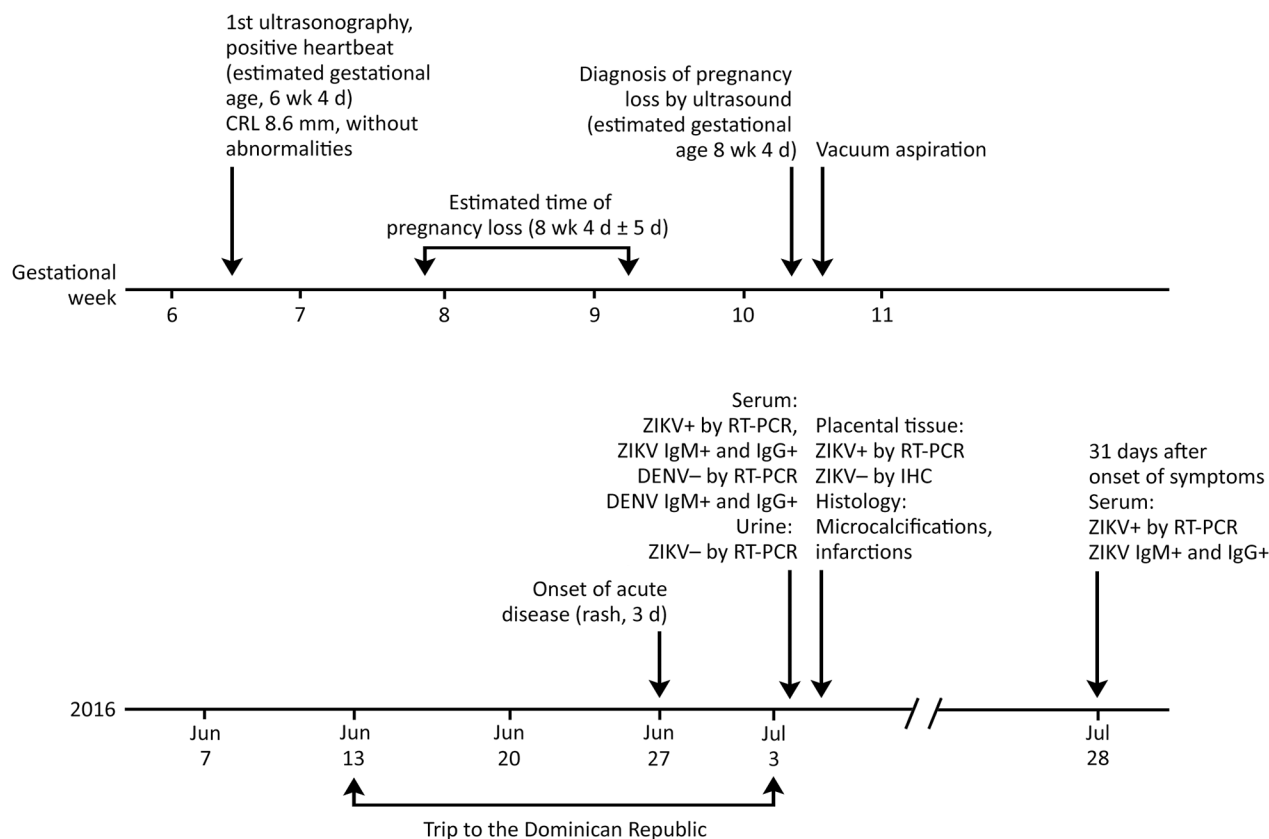 1st ultrasonography,
positive heartbeat
(estimated gestational
age, 6 wk 4 d)
CRL 8.6 mm, without
abnormalities
Diagnosis of pregnancy
loss by ultrasound
(estimated gestational
age 8 wk 4 d)
Vacuum aspiration
Estimated time of
pregnancy loss (8 wk 4 d ± 5 d)
Gestational
week
6 7 8 9 10 11
Serum:
ZIKV+ by RT-PCR,
ZIKV IgM+ and IgG+
DENV– by RT-PCR
DENV IgM+ and IgG+
Urine:
ZIKV– by RT-PCR
Placental tissue:
ZIKV+ by RT-PCR
ZIKV– by IHC
Histology:
Microcalcifications,
infarctions
31 days after
onset of symptoms
Serum:
ZIKV+ by RT-PCR
ZIKV IgM+ and IgG+
Onset of acute
disease (rash, 3 d)
2016
Jun Jun Jun Jun Jul Jul
7 13 20 27 3 28
Trip to the Dominican Republic